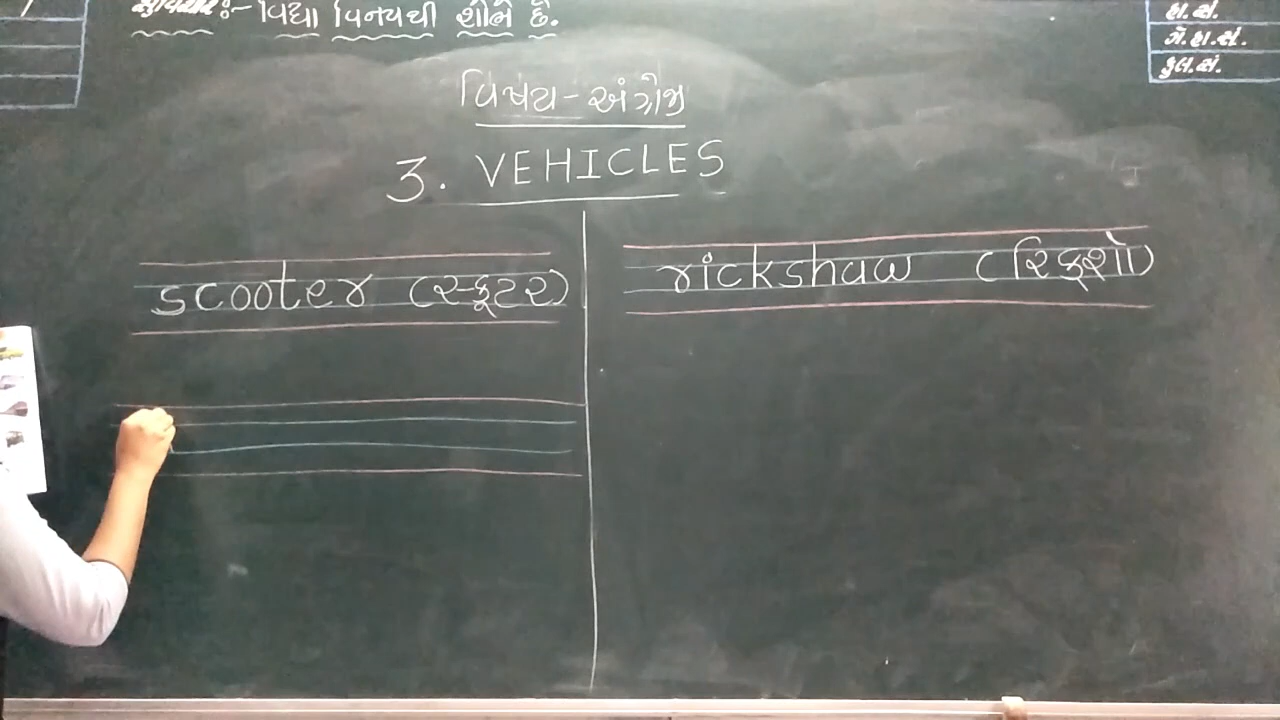 સુવિચાર :- વિદ્યા વિનયથી શોભે છે.
હા.સં.
ગે.હા.સં.
કુલ.સં.
વિષય - અંગ્રેજી
3. VEHICLES
scooter (સ્કૂટર)
rickshaw (રિક્શો)